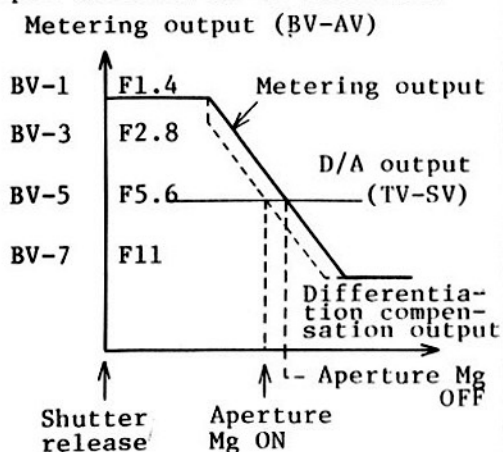 Metering output (BV-AV)
BV-1 F1.4 Metering output
BV-3 F2.8
D/A output
BV-5 F5.6 (TV-SV)
BV-7 F11
Differentia-
tion compen-
sation output
Aperture Mg
OFF
Shutter
release
Aperture
Mg ON